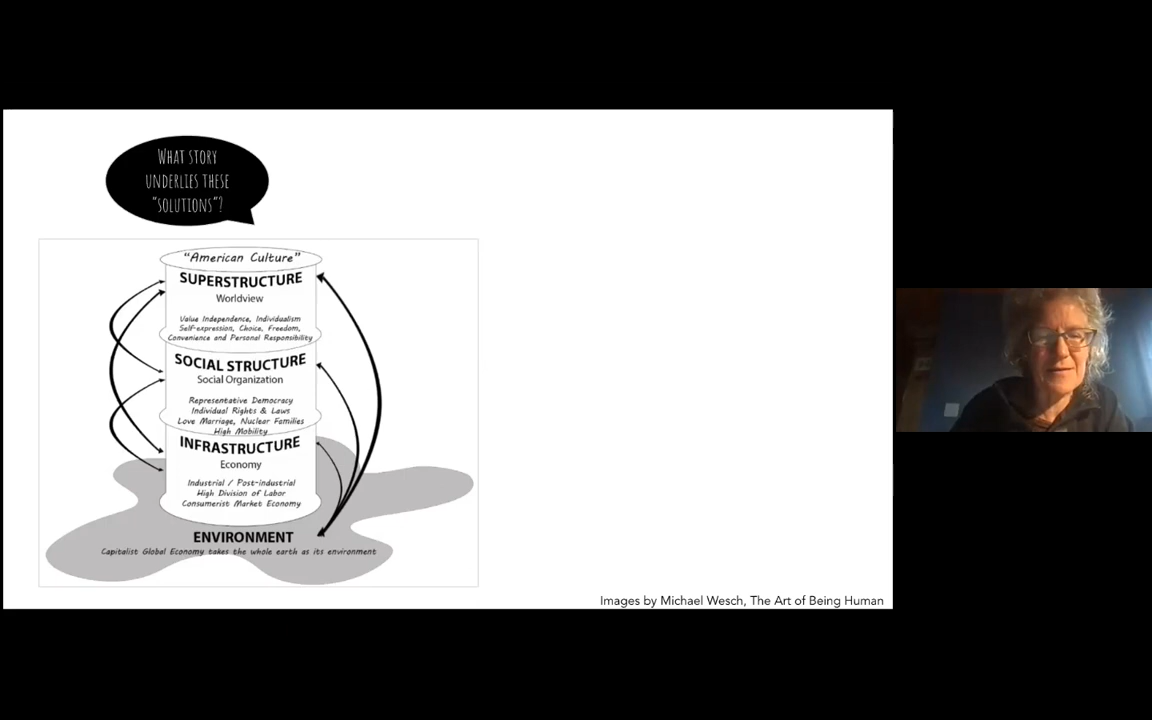 WHAT STORY
UNDERLIES THESE
"SOLUTIONS"?
"American Culture"
SUPERSTRUCTURE
Worldview
Value Independence, Individualism
Self-expression, Choice, Freedom,
Convenience and Personal Responsibility
SOCIAL STRUCTURE
Social Organization
Representative Democracy
Individual Rights & Laws
Love Marriage, Nuclear Families
High Mobility
INFRASTRUCTURE
Economy
Industrial / Post-industrial
High Division of Labor
Consumerist Market Economy
ENVIRONMENT
Capitalist Global Economy takes the whole earth as its environment
Images by Michael Wesch, The Art of Being Human